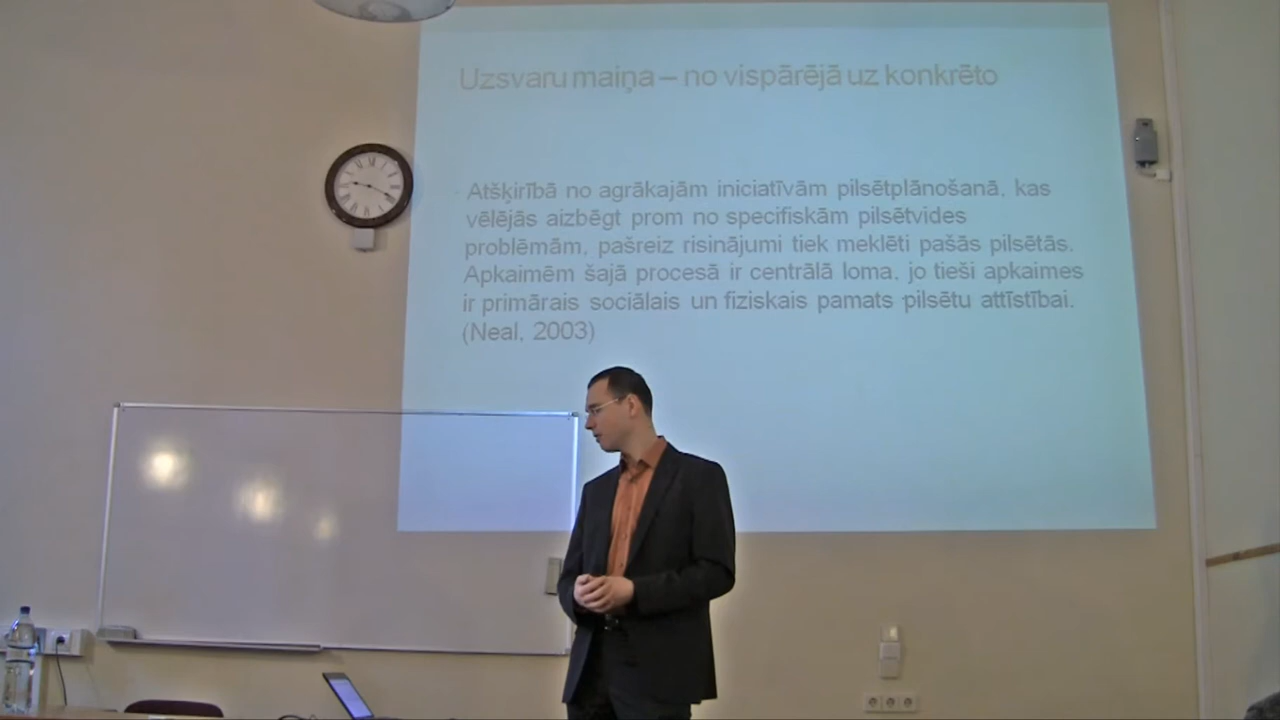 Uzsvaru maiņa – no vispārējā uz konkrēto
Atšķirībā no agrākajām iniciatīvām pilsētplānošanā, kas
vēlējās aizbēgt prom no specifiskām pilsētvides
problēmām, pašreiz risinājumi tiek meklēti pašās pilsētās.
Apkaimēm šajā procesā ir centrālā loma, jo tieši apkaimes
ir primārais sociālais un fiziskais pamats pilsētu attīstībai.
(Neal, 2003)